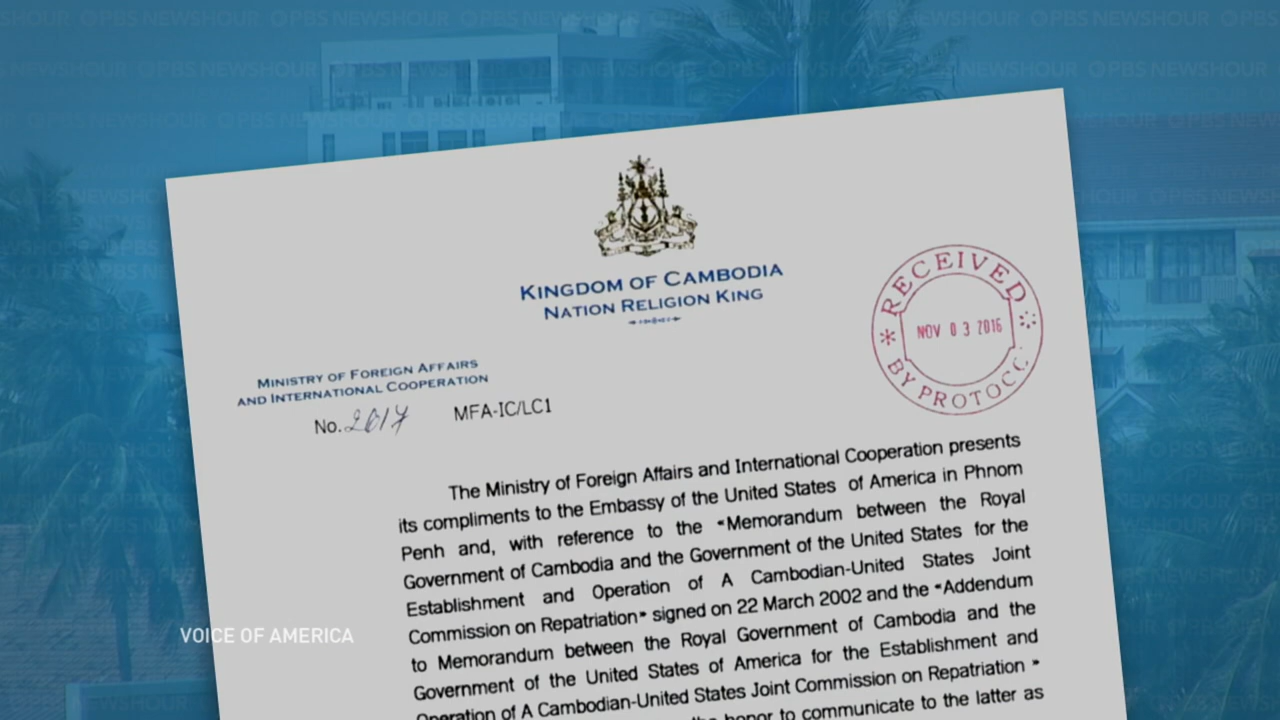 KINGDOM OF CAMBODIA
NATION RELIGION KING
RECEIVED
NOV 03 2016
BY PROTOCC
MINISTRY OF FOREIGN AFFAIRS
AND INTERNATIONAL COOPERATION
No. 2017 MFA-IC/LC1
The Ministry of Foreign Affairs and International Cooperation presents
its compliments to the Embassy of the United States of America in Phnom
Penh and, with reference to the "Memorandum between the Royal
Government of Cambodia and the Government of the United States for the
Establishment and Operation of A Cambodian-United States Joint
Commission on Repatriation" signed on 22 March 2002 and the "Addendum
to Memorandum between the Royal Government of Cambodia and the
Government of the United States of America for the Establishment and
Operation of A Cambodian-United States Joint Commission on Repatriation "
the honor to communicate to the latter as
VOICE OF AMERICA
PBS NEWSHOUR